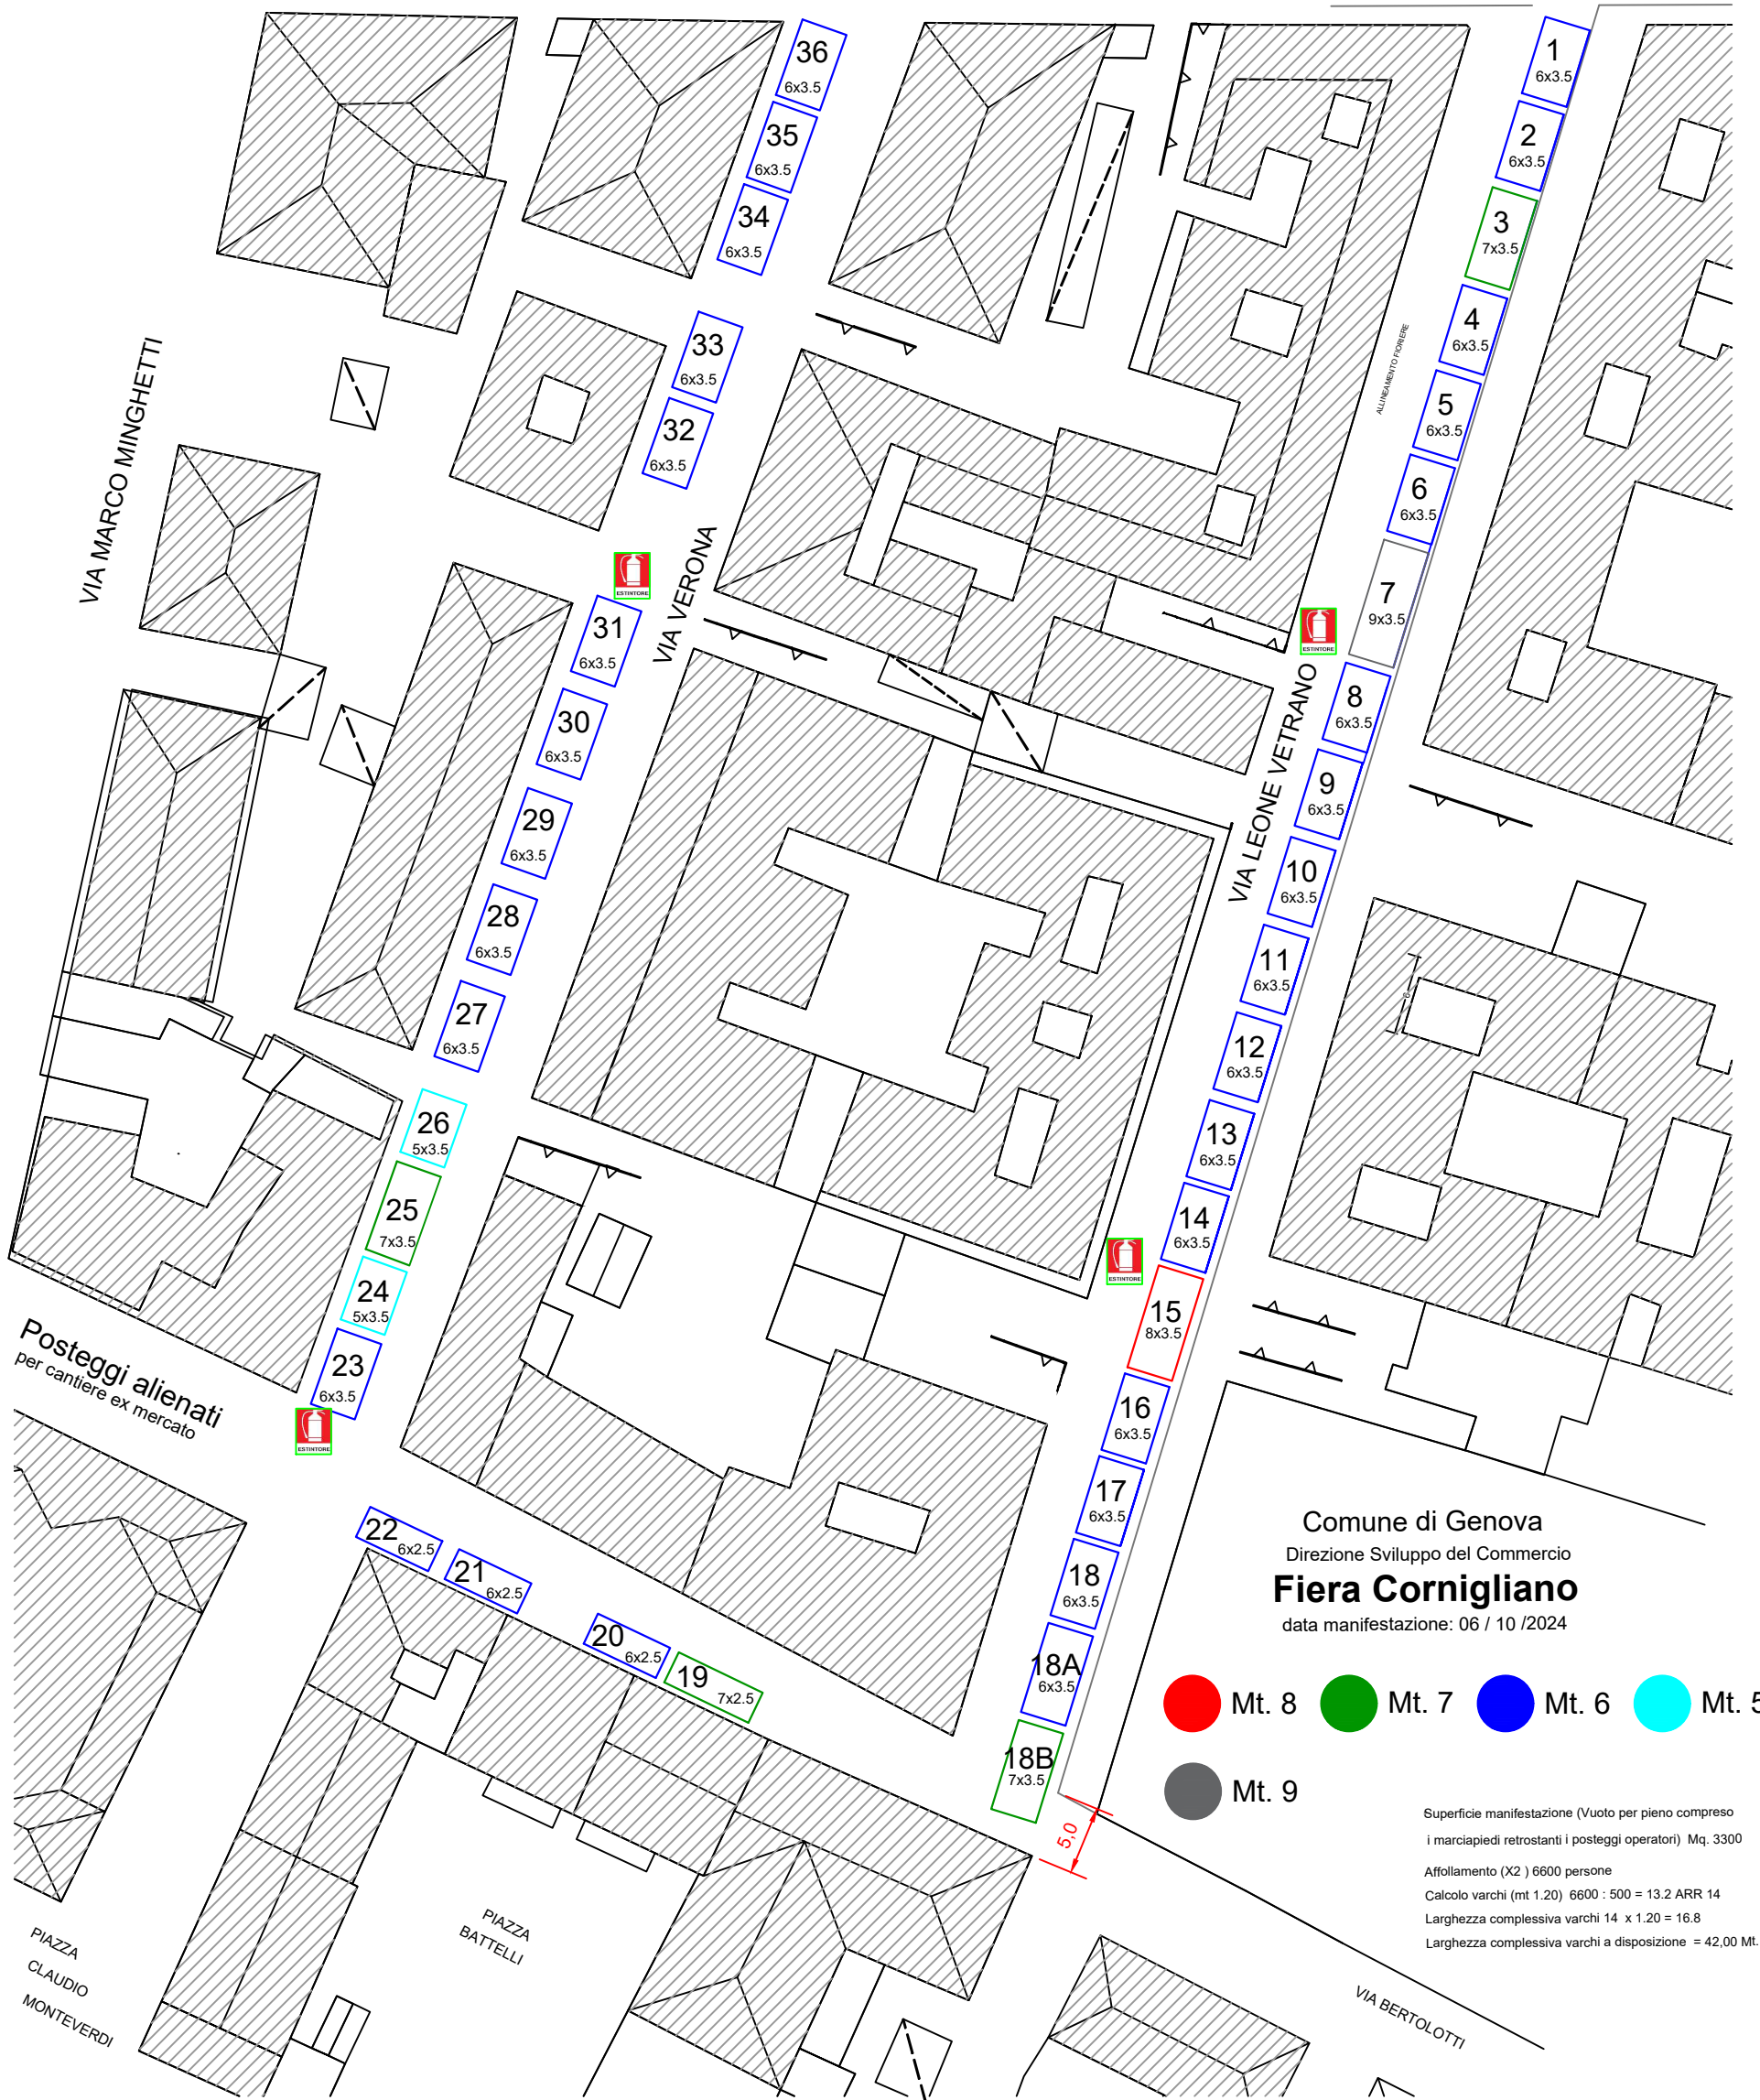 36
6x3.5
35
6x3.5
34
6x3.5
33
6x3.5
32
6x3.5
31
6x3.5
30
6x3.5
29
6x3.5
28
6x3.5
27
6x3.5
26
5x3.5
25
7x3.5
24
5x3.5
23
6x3.5
22
6x2.5
21
6x2.5
20
6x2.5
19
7x2.5
1
6x3.5
2
6x3.5
3
7x3.5
4
6x3.5
5
6x3.5
6
6x3.5
7
9x3.5
8
6x3.5
9
6x3.5
10
6x3.5
11
6x3.5
12
6x3.5
13
6x3.5
14
6x3.5
15
8x3.5
16
6x3.5
17
6x3.5
18
6x3.5
18A
6x3.5
18B
7x3.5
VIA MARCO MINGHETTI
VIA VERONA
VIA LEONE VETRANO
ALLINEAMENTO FIORIERE
ESTINTORE
ESTINTORE
ESTINTORE
ESTINTORE
6
Posteggi alienati
per cantiere ex mercato
5,0
PIAZZA
CLAUDIO
MONTEVERDI
PIAZZA
BATTELLI
VIA BERTOLOTTI
Comune di Genova
Direzione Sviluppo del Commercio
Fiera Cornigliano
data manifestazione: 06 / 10 /2024
Mt. 8 Mt. 7 Mt. 6 Mt. 5
Mt. 9
Superficie manifestazione (Vuoto per pieno compreso
i marciapiedi retrostanti i posteggi operatori) Mq. 3300
Affollamento (X2 ) 6600 persone
Calcolo varchi (mt 1.20) 6600 : 500 = 13.2 ARR 14
Larghezza complessiva varchi 14 x 1.20 = 16.8
Larghezza complessiva varchi a disposizione = 42,00 Mt.